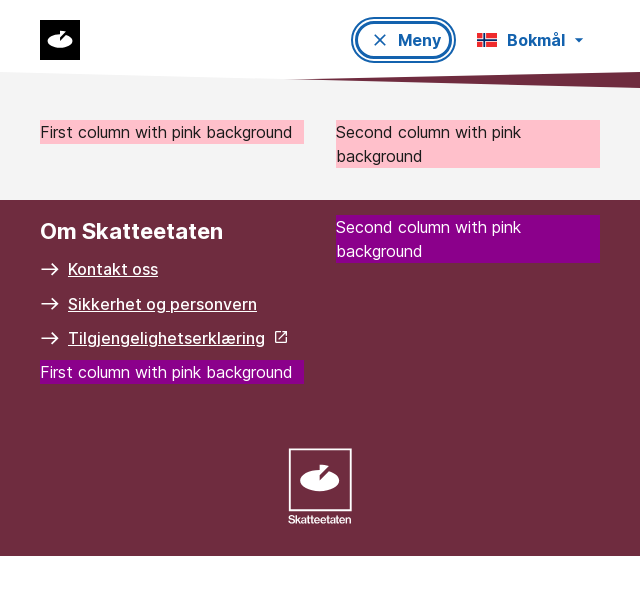 Meny
Bokmål
First column with pink background
Second column with pink
background
Om Skatteetaten
Kontakt oss
Sikkerhet og personvern
Tilgjengelighetserklæring
First column with pink background
Second column with pink
background
Skatteetaten